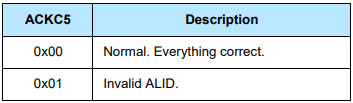 ACKC5 Description
0x00 Normal. Everything correct.
0x01 Invalid ALID.